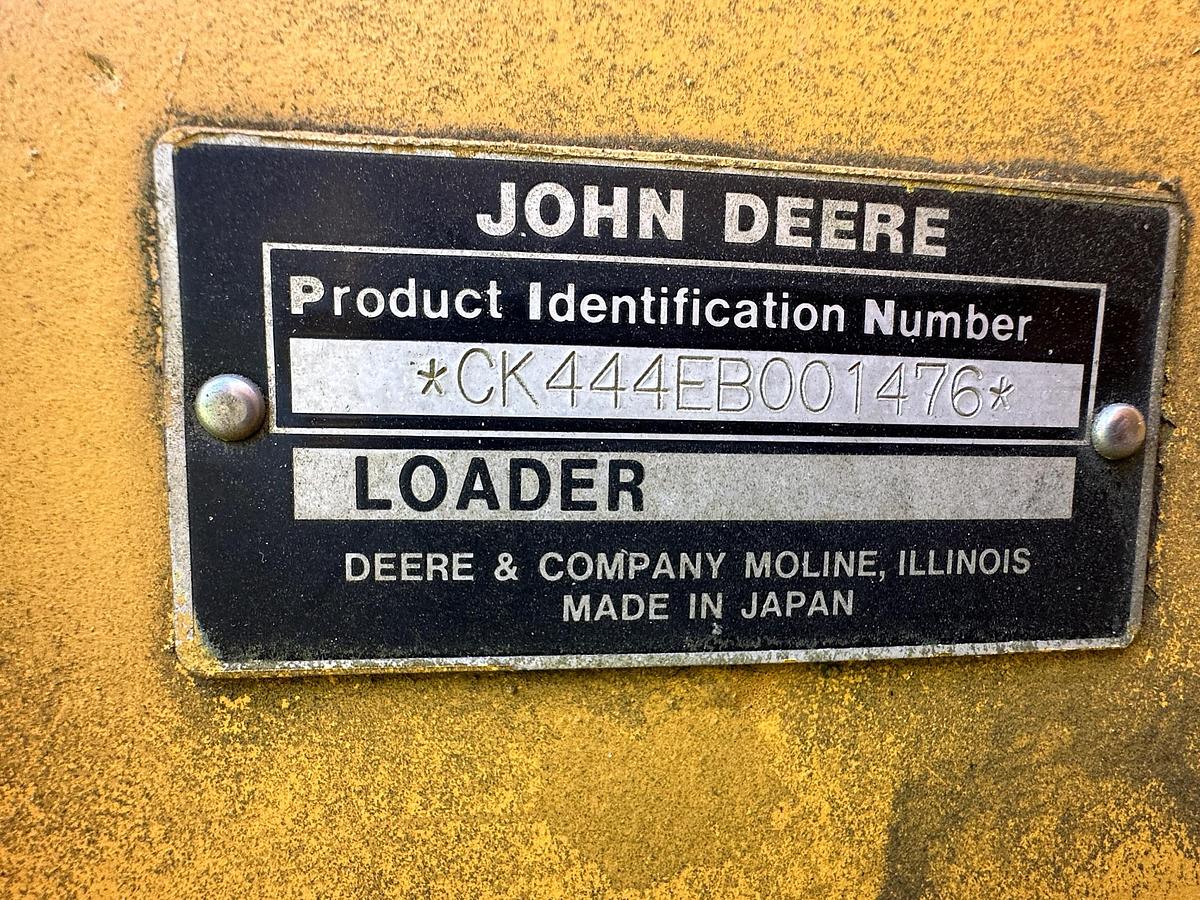 JOHN DEERE
Product Identification Number
*CK444EB001476*
LOADER
DEERE & COMPANY MOLINE, ILLINOIS
MADE IN JAPAN